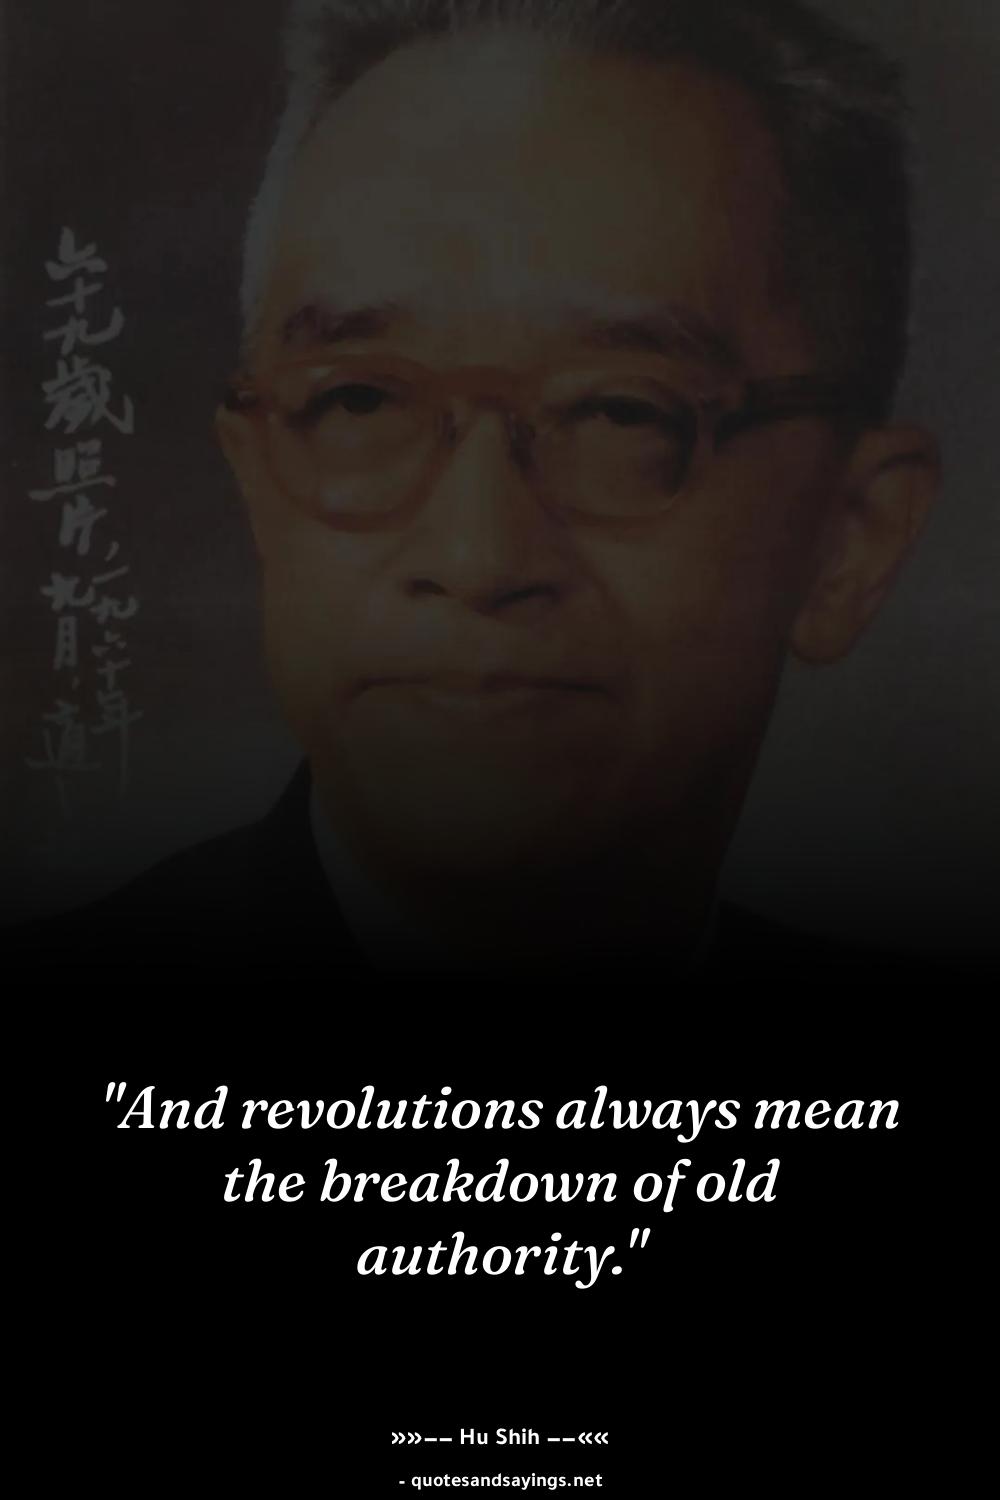 六十九歲照片,
一九六十年
九月.適
"And revolutions always mean
the breakdown of old
authority."
»»−− Hu Shih −−««
- quotesandsayings.net